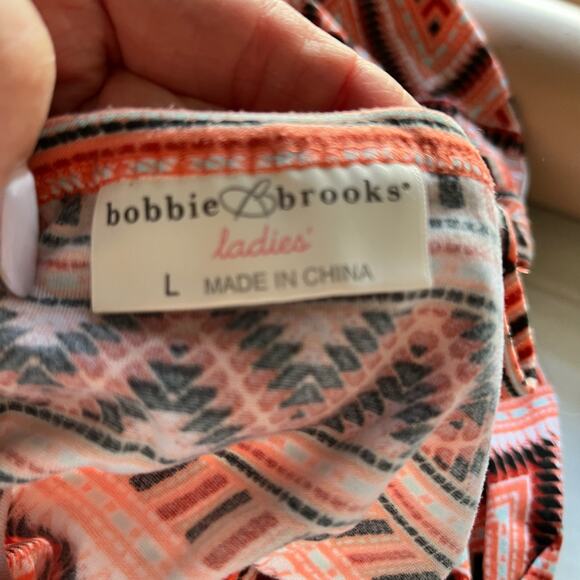 bobbie B brooks®
ladies'
L MADE IN CHINA